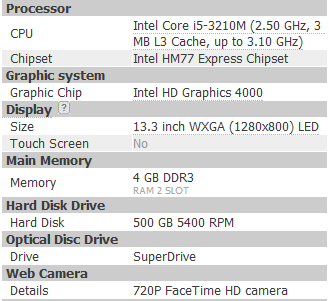 Processor
CPU Intel Core i5-3210M (2.50 GHz, 3
MB L3 Cache, up to 3.10 GHz)
Chipset Intel HM77 Express Chipset
Graphic system
Graphic Chip Intel HD Graphics 4000
Display ?
Size 13.3 inch WXGA (1280x800) LED
Touch Screen No
Main Memory
Memory 4 GB DDR3
RAM 2 SLOT
Hard Disk Drive
Hard Disk 500 GB 5400 RPM
Optical Disc Drive
Drive SuperDrive
Web Camera
Details 720P FaceTime HD camera